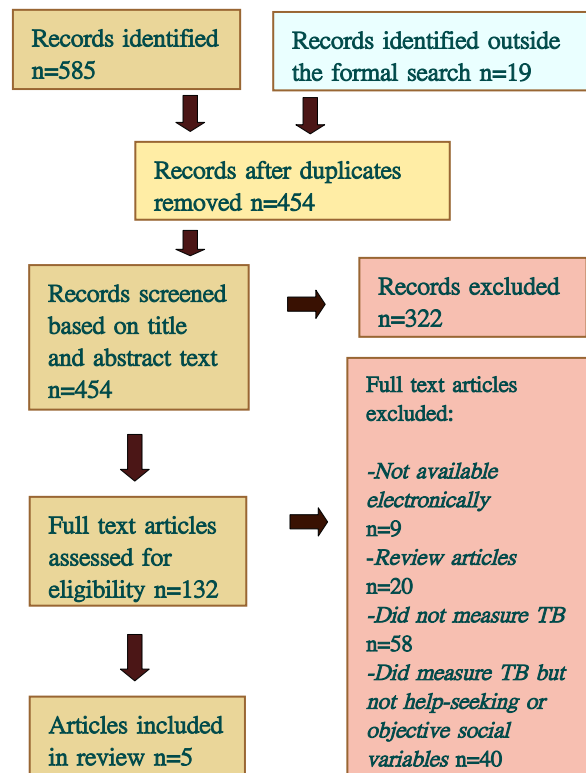 Records identified
n=585
Records identified outside
the formal search n=19
Records after duplicates
removed n=454
Records screened
based on title
and abstract text
n=454
Records excluded
n=322
Full text articles
assessed for
eligibility n=132
Full text articles
excluded:
-Not available
electronically
n=9
-Review articles
n=20
-Did not measure TB
n=58
-Did measure TB but
not help-seeking or
objective social
variables n=40
Articles included
in review n=5